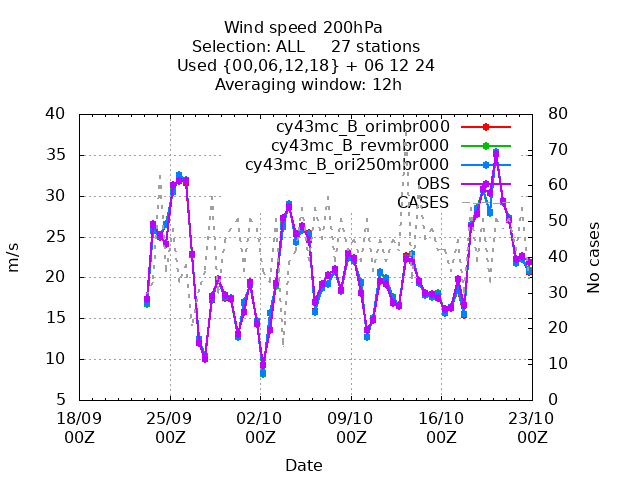 Wind speed 200hPa
Selection: ALL 27 stations
Used {00,06,12,18} + 06 12 24
Averaging window: 12h
cy43mc_B_orimbr000
cy43mc_B_revmbr000
cy43mc_B_ori250mbr000
OBS
CASES
40
35
30
25
20
15
10
5
m/s
80
70
60
50
40
30
20
10
0
No cases
18/09 25/09 02/10 09/10 16/10 23/10
00Z 00Z 00Z 00Z 00Z 00Z
Date